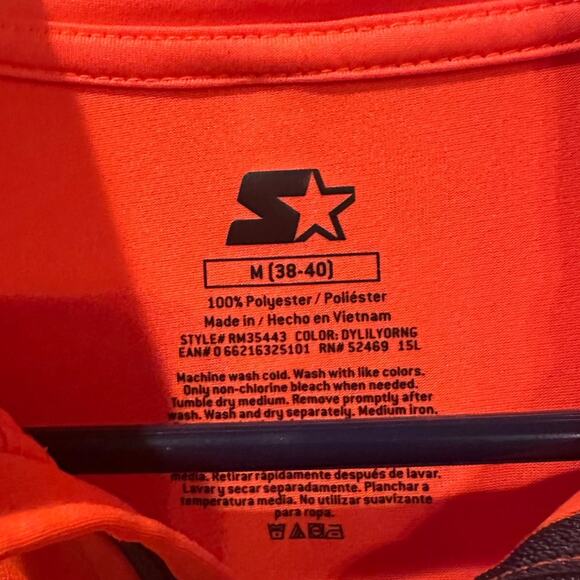 M (38-40)
100% Polyester / Poliéster
Made in / Hecho en Vietnam
STYLE# RM35443 COLOR: DYLILYORNG
EAN# 0 66216325101 RN# 52469 15L
Machine wash cold. Wash with like colors.
Only non-chlorine bleach when needed.
Tumble dry medium. Remove promptly after
wash. Wash and dry separately. Medium iron.
media. Retirar rápidamente después de lavar.
Lavar y secar separadamente. Planchar a
temperatura media. No utilizar suavizante
para ropa.